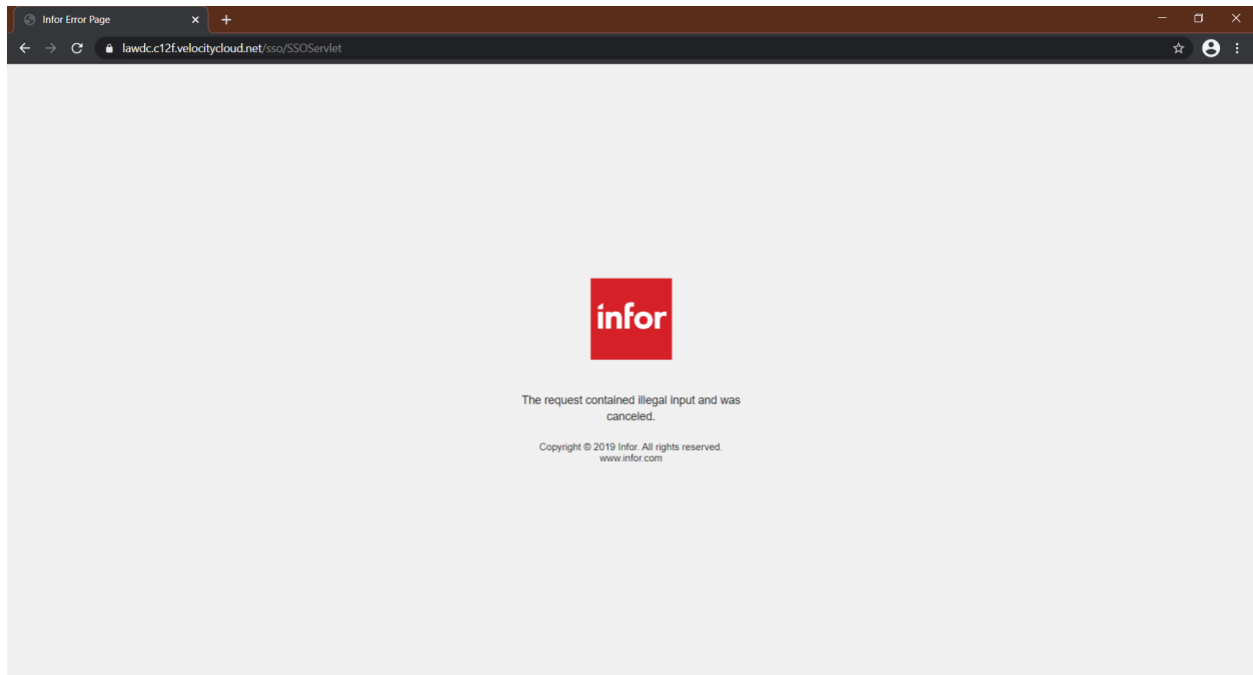 Infor Error Page
lawdc.c12f.velocitycloud.net/sso/SSOServlet
infor
The request contained illegal input and was
canceled.
Copyright © 2019 Infor. All rights reserved.
www.infor.com